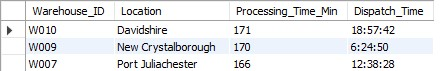 Warehouse_ID Location Processing_Time_Min Dispatch_Time
W010 Davidshire 171 18:57:42
W009 New Crystalborough 170 6:24:50
W007 Port Juliachester 166 12:38:28